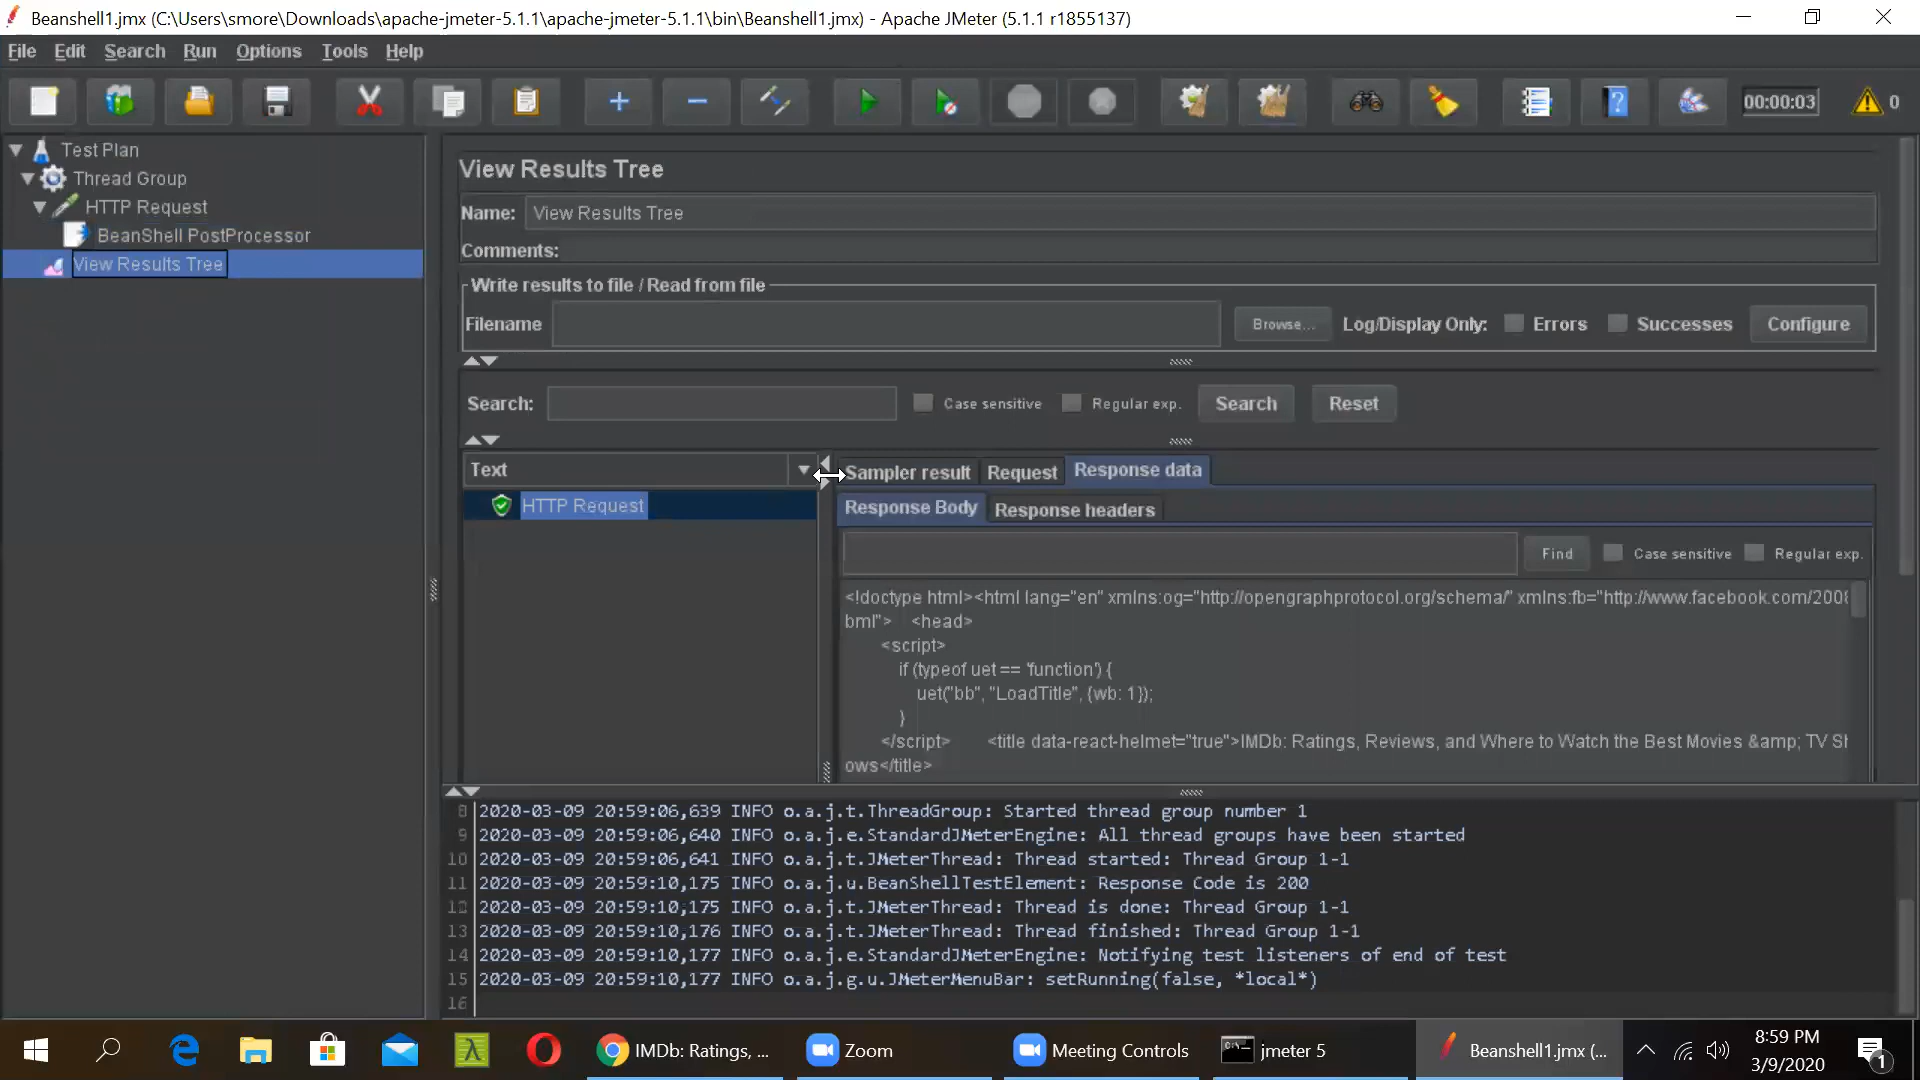 Beanshell1.jmx (C:\Users\smore\Downloads\apache-jmeter-5.1.1\apache-jmeter-5.1.1\bin\Beanshell1.jmx) - Apache JMeter (5.1.1 r1855137)
File Edit Search Run Options Tools Help
00:00:03 0
Test Plan
Thread Group
HTTP Request
BeanShell PostProcessor
View Results Tree
View Results Tree
Name: View Results Tree
Comments:
Write results to file / Read from file
Filename Browse... Log/Display Only: Errors Successes Configure
Search: Case sensitive Regular exp. Search Reset
Text
HTTP Request
Sampler result Request Response data
Response Body Response headers
Find Case sensitive Regular exp.
<!doctype html><html lang="en" xmlns:og="http://opengraphprotocol.org/schema/" xmlns:fb="http://www.facebook.com/2008
bml"> <head>
<script>
if (typeof uet == 'function') {
uet("bb", "LoadTitle", {wb: 1});
}
</script> <title data-react-helmet="true">IMDb: Ratings, Reviews, and Where to Watch the Best Movies &amp; TV Sh
ows</title>
8 2020-03-09 20:59:06,639 INFO o.a.j.t.ThreadGroup: Started thread group number 1
9 2020-03-09 20:59:06,640 INFO o.a.j.e.StandardJMeterEngine: All thread groups have been started
10 2020-03-09 20:59:06,641 INFO o.a.j.t.JMeterThread: Thread started: Thread Group 1-1
11 2020-03-09 20:59:10,175 INFO o.a.j.u.BeanShellTestElement: Response Code is 200
12 2020-03-09 20:59:10,175 INFO o.a.j.t.JMeterThread: Thread is done: Thread Group 1-1
13 2020-03-09 20:59:10,176 INFO o.a.j.t.JMeterThread: Thread finished: Thread Group 1-1
14 2020-03-09 20:59:10,177 INFO o.a.j.e.StandardJMeterEngine: Notifying test listeners of end of test
15 2020-03-09 20:59:10,177 INFO o.a.j.g.u.JMeterMenuBar: setRunning(false, *local*)
16
IMDb: Ratings, ... Zoom Meeting Controls jmeter 5 Beanshell1.jmx (...
8:59 PM
3/9/2020
1